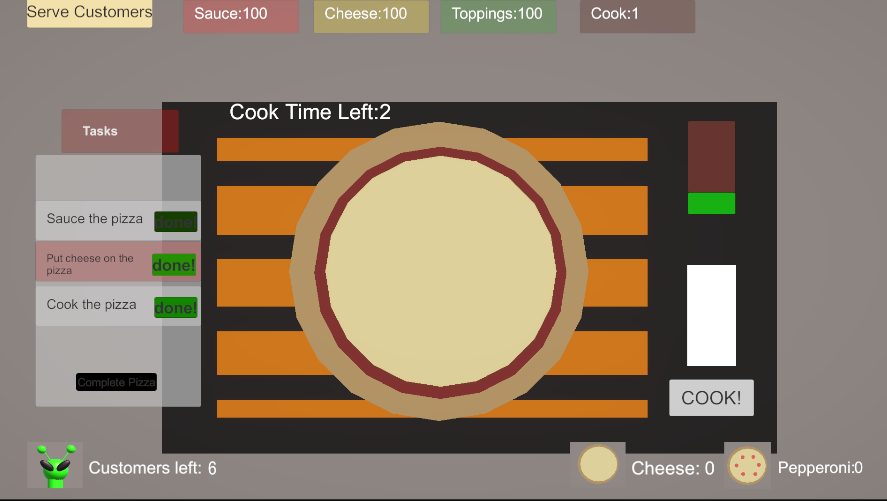 Serve Customers
Sauce:100
Cheese:100
Toppings:100
Cook:1
Cook Time Left:2
Tasks
Sauce the pizza
done!
Put cheese on the
pizza
done!
Cook the pizza
done!
Complete Pizza
COOK!
Customers left: 6
Cheese: 0
Pepperoni:0